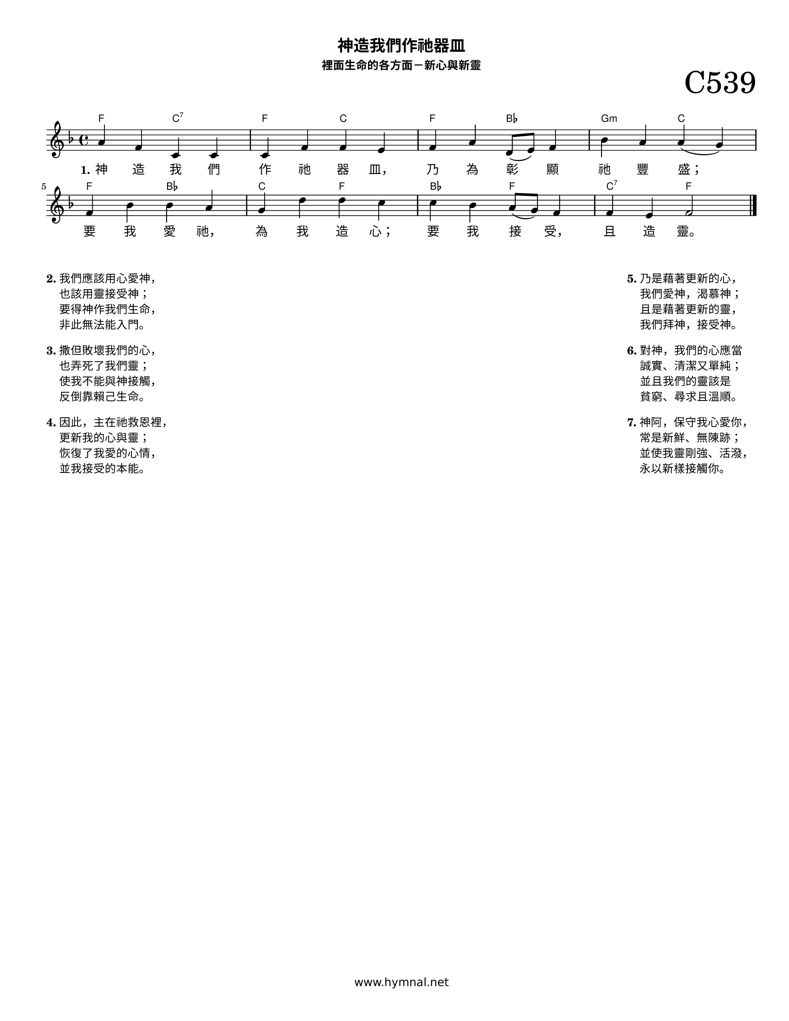 神造我們作祂器皿
裡面生命的各方面－新心與新靈
C539
F C7 F C F B♭ Gm C
1. 神 造 我 們 作 祂 器 皿， 乃 為 彰 顯 祂 豐 盛；
5
F B♭ C F B♭ F C7 F
要 我 愛 祂， 為 我 造 心； 要 我 接 受， 且 造 靈。
2. 我們應該用心愛神，
也該用靈接受神；
要得神作我們生命，
非此無法能入門。
3. 撒但敗壞我們的心，
也弄死了我們靈；
使我不能與神接觸，
反倒靠賴己生命。
4. 因此，主在祂救恩裡，
更新我的心與靈；
恢復了我愛的心情，
並我接受的本能。
5. 乃是藉著更新的心，
我們愛神，渴慕神；
且是藉著更新的靈，
我們拜神，接受神。
6. 對神，我們的心應當
誠實、清潔又單純；
並且我們的靈該是
貧窮、尋求且溫順。
7. 神阿，保守我心愛你，
常是新鮮、無陳跡；
並使我靈剛強、活潑，
永以新樣接觸你。
www.hymnal.net